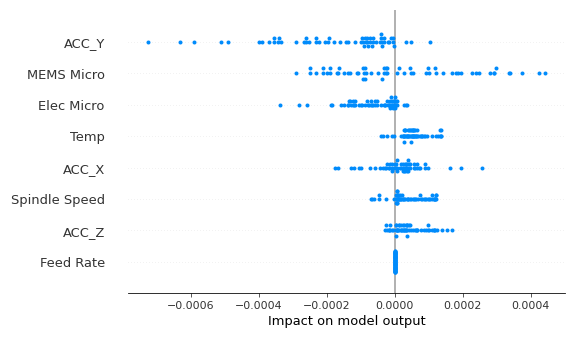 ACC_Y
MEMS Micro
Elec Micro
Temp
ACC_X
Spindle Speed
ACC_Z
Feed Rate
−0.0006 −0.0004 −0.0002 0.0000 0.0002 0.0004
Impact on model output